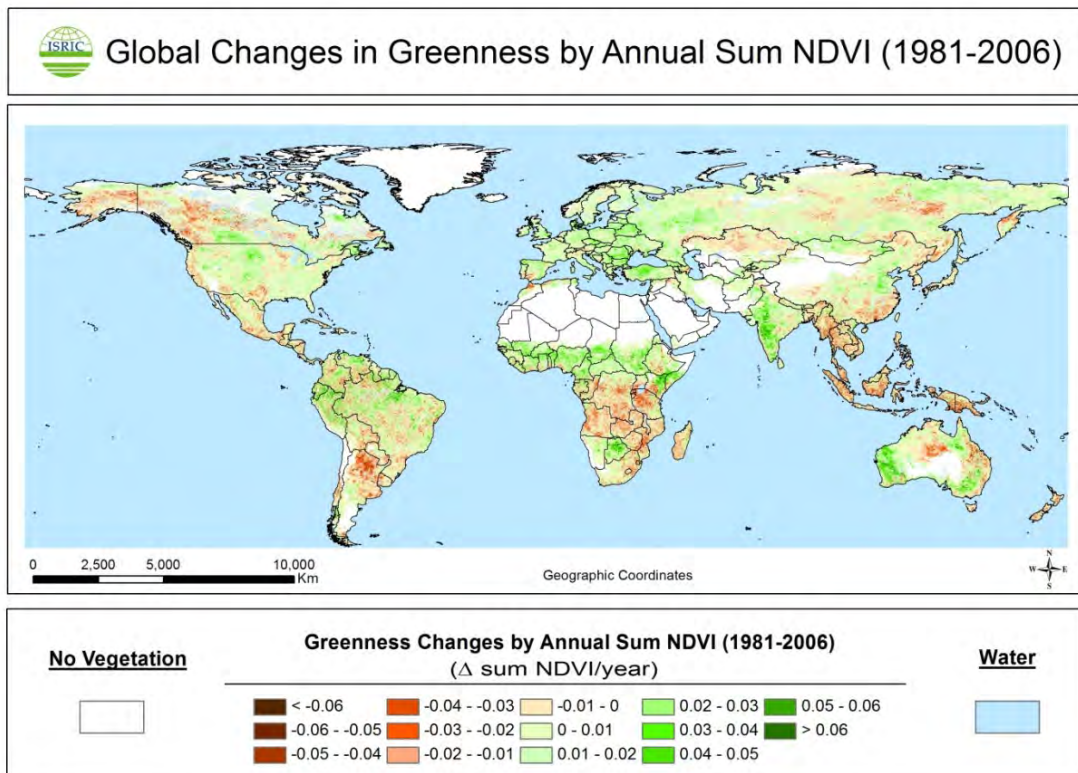 ISRIC
Global Changes in Greenness by Annual Sum NDVI (1981-2006)
0 2,500 5,000 10,000
Km
Geographic Coordinates
N
W E
S
No Vegetation
Greenness Changes by Annual Sum NDVI (1981-2006)
(Δ sum NDVI/year)
Water
< -0.06 -0.04 - -0.03 -0.01 - 0 0.02 - 0.03 0.05 - 0.06
-0.06 - -0.05 -0.03 - -0.02 0 - 0.01 0.03 - 0.04 > 0.06
-0.05 - -0.04 -0.02 - -0.01 0.01 - 0.02 0.04 - 0.05